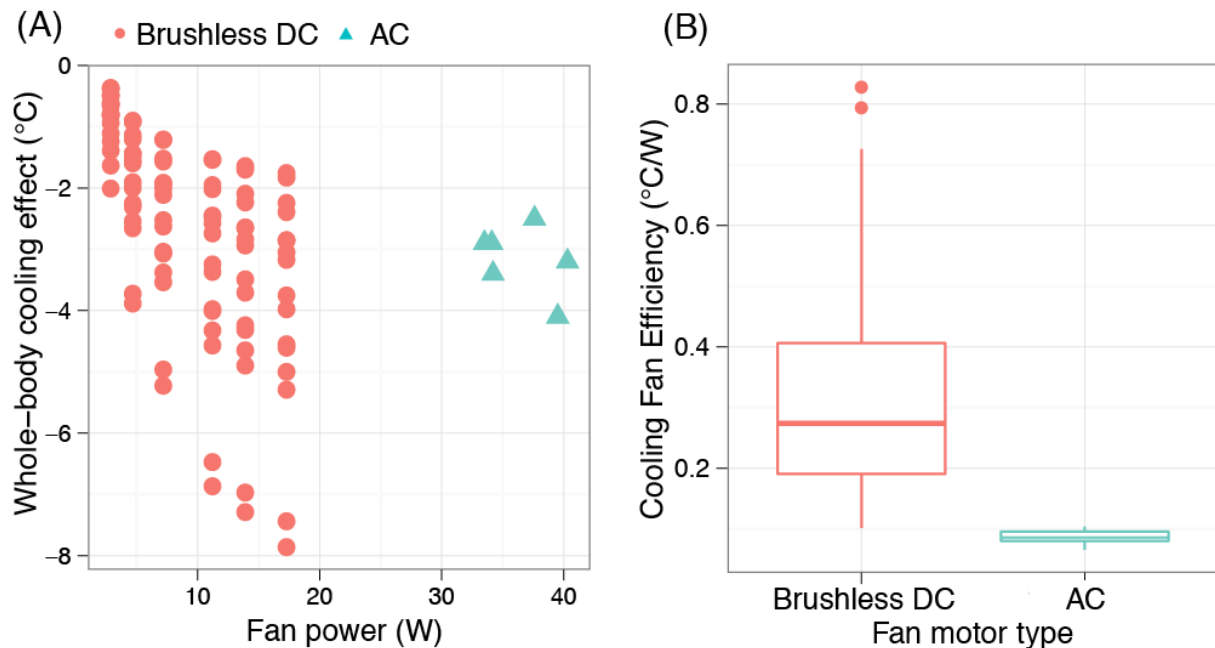 (A)
Brushless DC
AC
Whole-body cooling effect (°C)
0
−2
−4
−6
−8
10
20
30
40
Fan power (W)
(B)
Cooling Fan Efficiency (°C/W)
0.8
0.6
0.4
0.2
Brushless DC
AC
Fan motor type